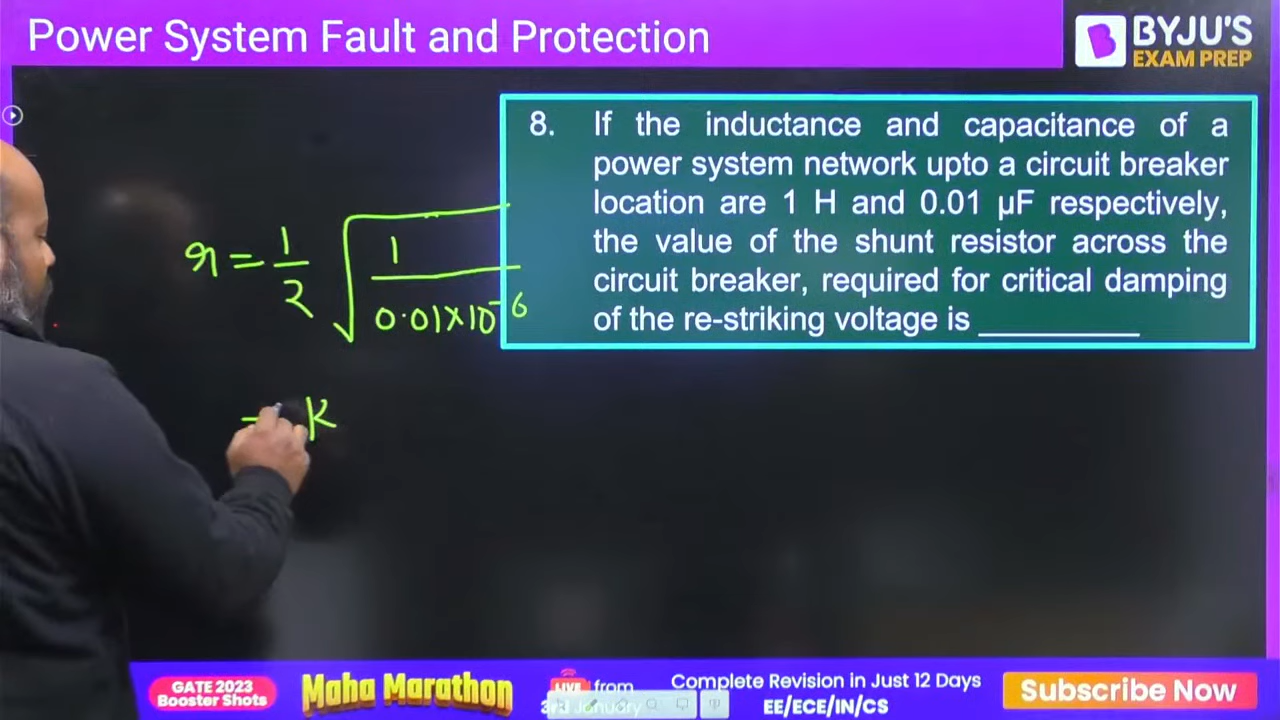 Power System Fault and Protection
BYJU'S
EXAM PREP
8. If the inductance and capacitance of a
power system network upto a circuit breaker
location are 1 H and 0.01 μF respectively,
the value of the shunt resistor across the
circuit breaker, required for critical damping
of the re-striking voltage is ___________
r = 1/2 √(1/(0.01×10⁻⁶))
K
GATE 2023
Booster Shots
Maha Marathon
LIVE from
3rd January
Complete Revision in Just 12 Days
EE/ECE/IN/CS
Subscribe Now